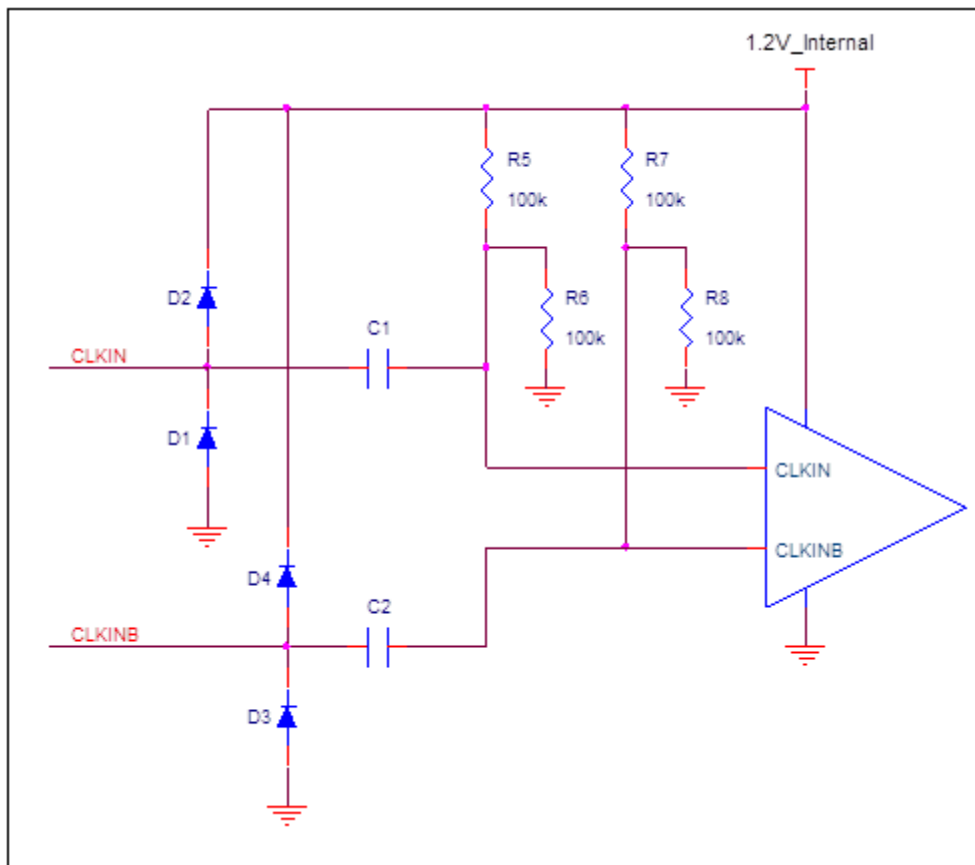 1.2V_Internal
R5
100k
R7
100k
D2
R6
100k
R8
100k
C1
CLKIN
D1
CLKIN
CLKINB
D4
C2
CLKINB
D3